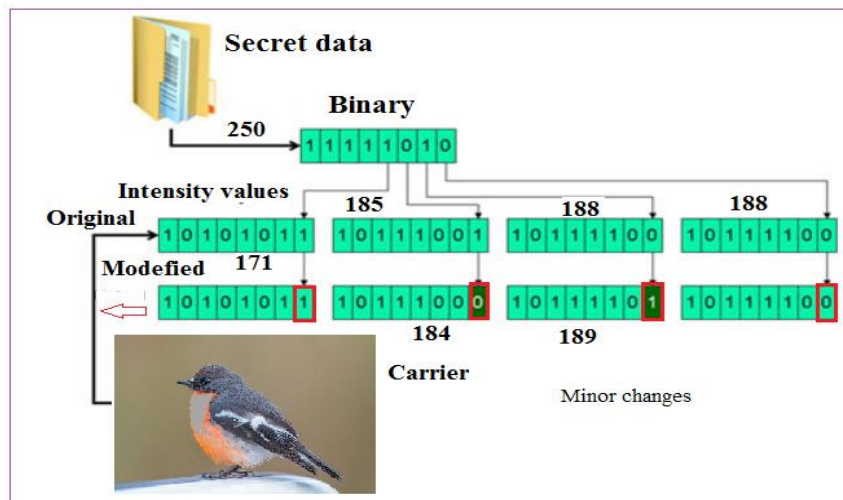 Secret data
Binary
250
1 1 1 1 1 0 1 0
Intensity values
185
188
188
Original
1 0 1 0 1 0 1 1
1 0 1 1 1 0 0 1
1 0 1 1 1 1 0 0
1 0 1 1 1 1 0 0
Modefied
171
1 0 1 0 1 0 1 1
1 0 1 1 1 0 0 0
1 0 1 1 1 1 0 1
1 0 1 1 1 1 0 0
184
189
Carrier
Minor changes